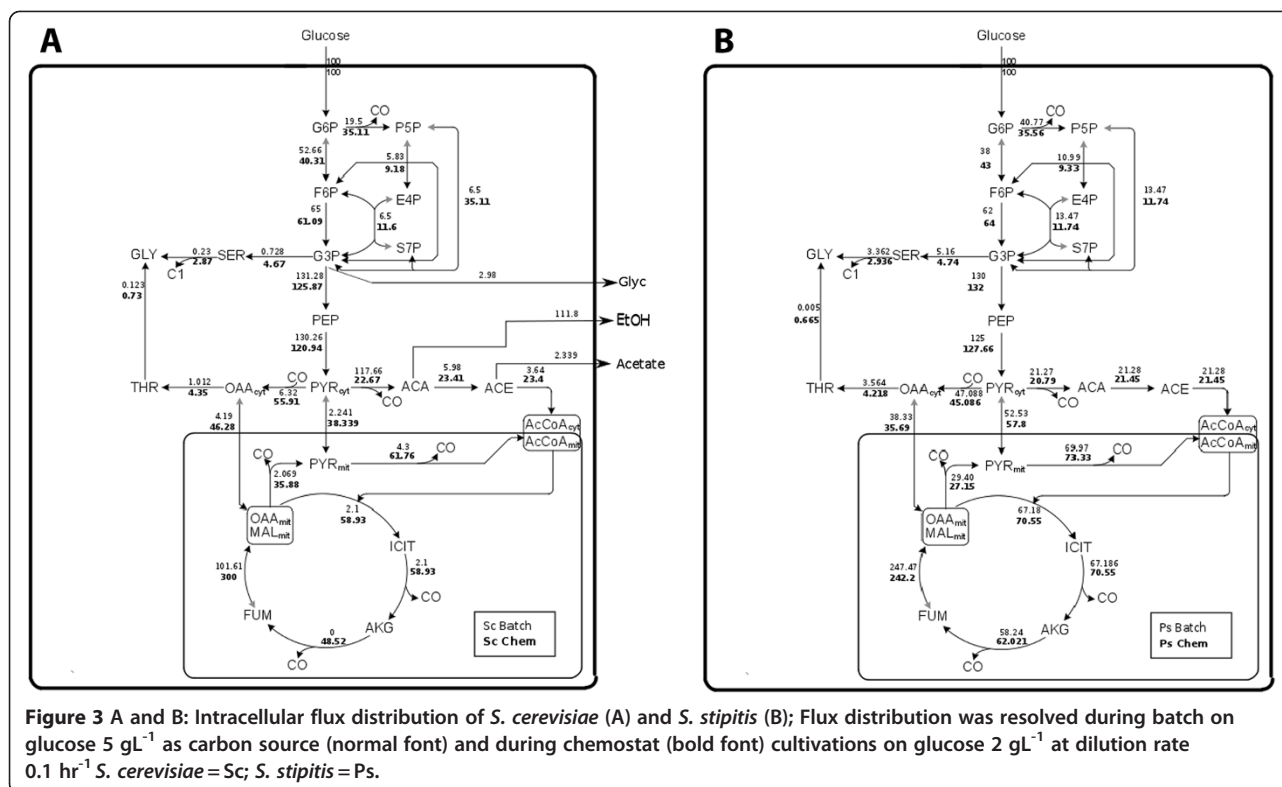 A
Glucose
100
100
G6P
19.5
35.11
CO
P5P
52.66
40.31
5.83
9.18
F6P
E4P
6.5
35.11
65
61.09
6.5
11.6
S7P
GLY
0.23
2.87
C1
SER
0.728
4.67
G3P
2.98
Glyc
0.123
0.73
131.28
125.87
PEP
111.8
EtOH
130.26
120.94
2.339
Acetate
THR
1.012
4.35
OAAcyt
CO
6.32
55.91
PYRcyt
117.66
22.67
CO
ACA
5.98
23.41
ACE
3.64
23.4
4.19
46.28
2.241
38.339
AcCoAcyt
AcCoAmit
CO
2.069
35.88
PYRmit
4.3
61.76
CO
OAAmit
MALmit
2.1
58.93
ICIT
2.1
58.93
CO
101.61
300
FUM
0
48.52
AKG
CO
Sc Batch
Sc Chem
B
Glucose
100
100
G6P
40.77
35.56
CO
P5P
38
43
10.99
9.33
F6P
E4P
13.47
11.74
62
64
13.47
11.74
S7P
GLY
3.362
2.936
C1
SER
5.16
4.74
G3P
0.005
0.665
130
132
PEP
125
127.66
THR
3.564
4.218
OAAcyt
CO
47.088
45.086
PYRcyt
21.27
20.79
CO
ACA
21.28
21.45
ACE
21.28
21.45
38.33
35.69
52.53
57.8
AcCoAcyt
AcCoAmit
CO
29.40
27.15
PYRmit
69.97
73.33
CO
OAAmit
MALmit
67.18
70.55
ICIT
67.186
70.55
CO
247.47
242.2
FUM
58.24
62.021
AKG
CO
Ps Batch
Ps Chem
Figure 3 A and B: Intracellular flux distribution of S. cerevisiae (A) and S. stipitis (B); Flux distribution was resolved during batch on
glucose 5 gL-1 as carbon source (normal font) and during chemostat (bold font) cultivations on glucose 2 gL-1 at dilution rate
0.1 hr-1 S. cerevisiae = Sc; S. stipitis = Ps.